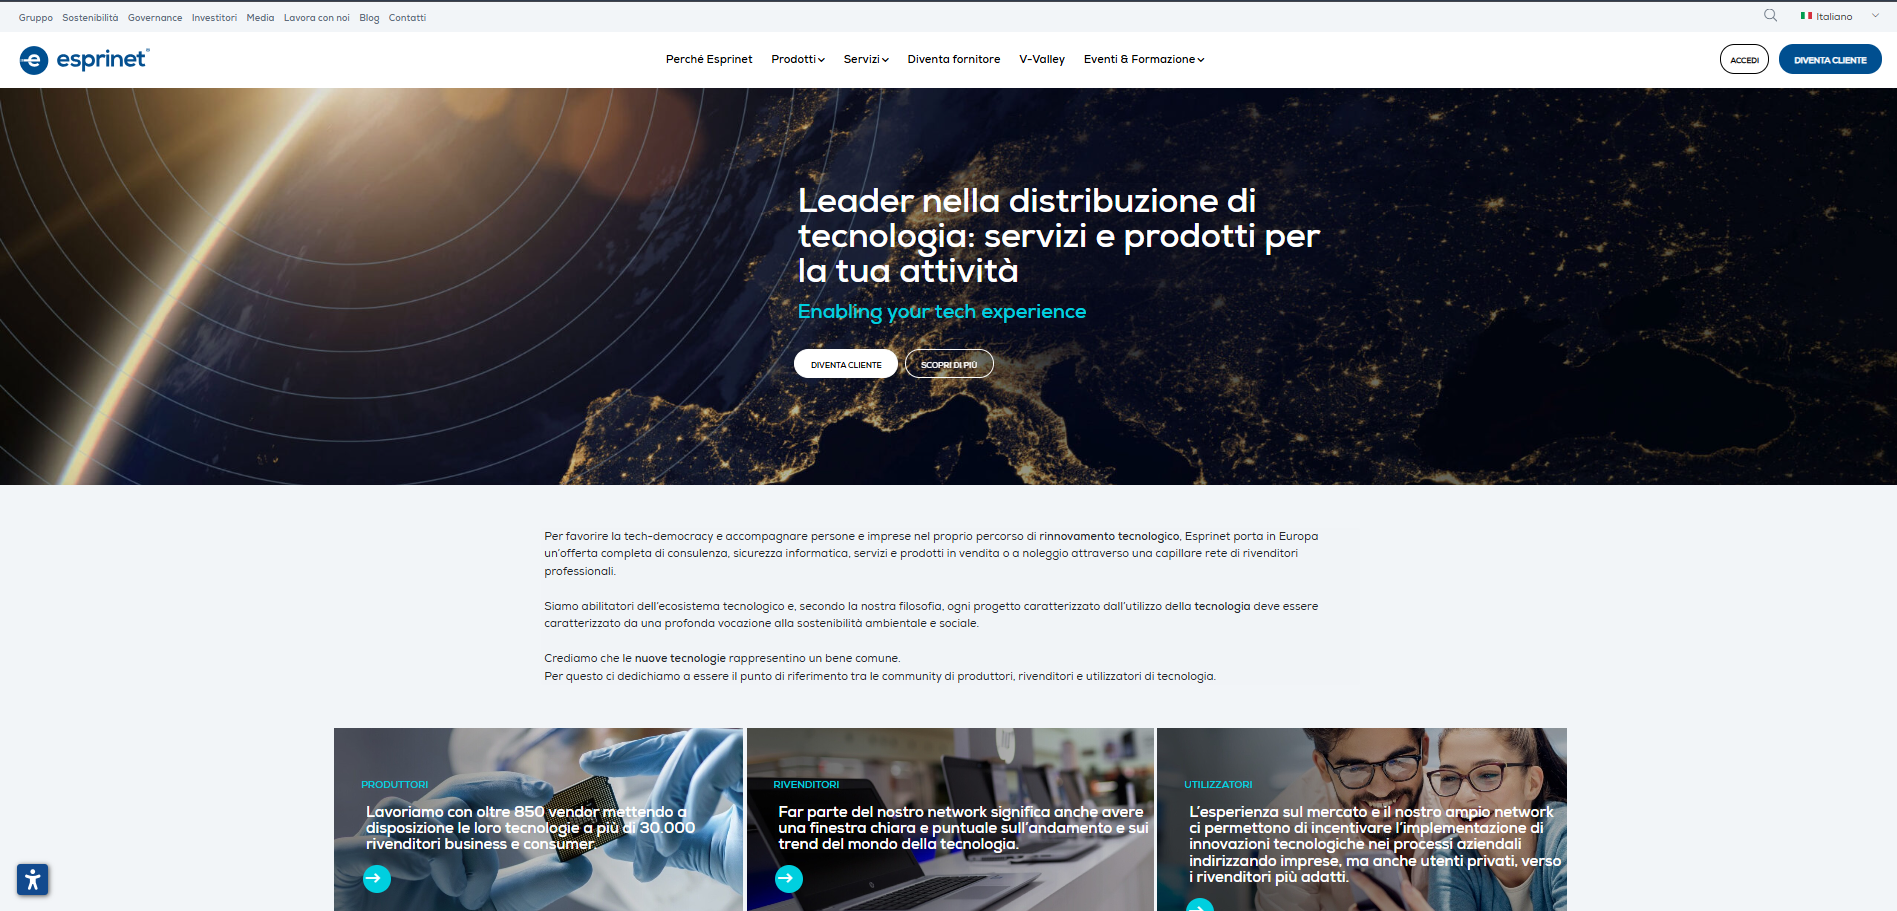 Gruppo Sostenibilità Governance Investitori Media Lavora con noi Blog Contatti
Italiano
esprinet®
Perché Esprinet Prodotti Servizi Diventa fornitore V-Valley Eventi & Formazione
ACCEDI
DIVENTA CLIENTE
Leader nella distribuzione di
tecnologia: servizi e prodotti per
la tua attività
Enabling your tech experience
DIVENTA CLIENTE
SCOPRI DI PIÙ
Per favorire la tech-democracy e accompagnare persone e imprese nel proprio percorso di rinnovamento tecnologico, Esprinet porta in Europa
un'offerta completa di consulenza, sicurezza informatica, servizi e prodotti in vendita o a noleggio attraverso una capillare rete di rivenditori
professionali.
Siamo abilitatori dell'ecosistema tecnologico e, secondo la nostra filosofia, ogni progetto caratterizzato dall'utilizzo della tecnologia deve essere
caratterizzato da una profonda vocazione alla sostenibilità ambientale e sociale.
Crediamo che le nuove tecnologie rappresentino un bene comune.
Per questo ci dedichiamo a essere il punto di riferimento tra le community di produttori, rivenditori e utilizzatori di tecnologia.
PRODUTTORI
Lavoriamo con oltre 850 vendor mettendo a
disposizione le loro tecnologie a più di 30.000
rivenditori business e consumer
RIVENDITORI
Far parte del nostro network significa anche avere
una finestra chiara e puntuale sull'andamento e sui
trend del mondo della tecnologia.
UTILIZZATORI
L'esperienza sul mercato e il nostro ampio network
ci permettono di incentivare l'implementazione di
innovazioni tecnologiche nei processi aziendali
indirizzando imprese, ma anche utenti privati, verso
i rivenditori più adatti.